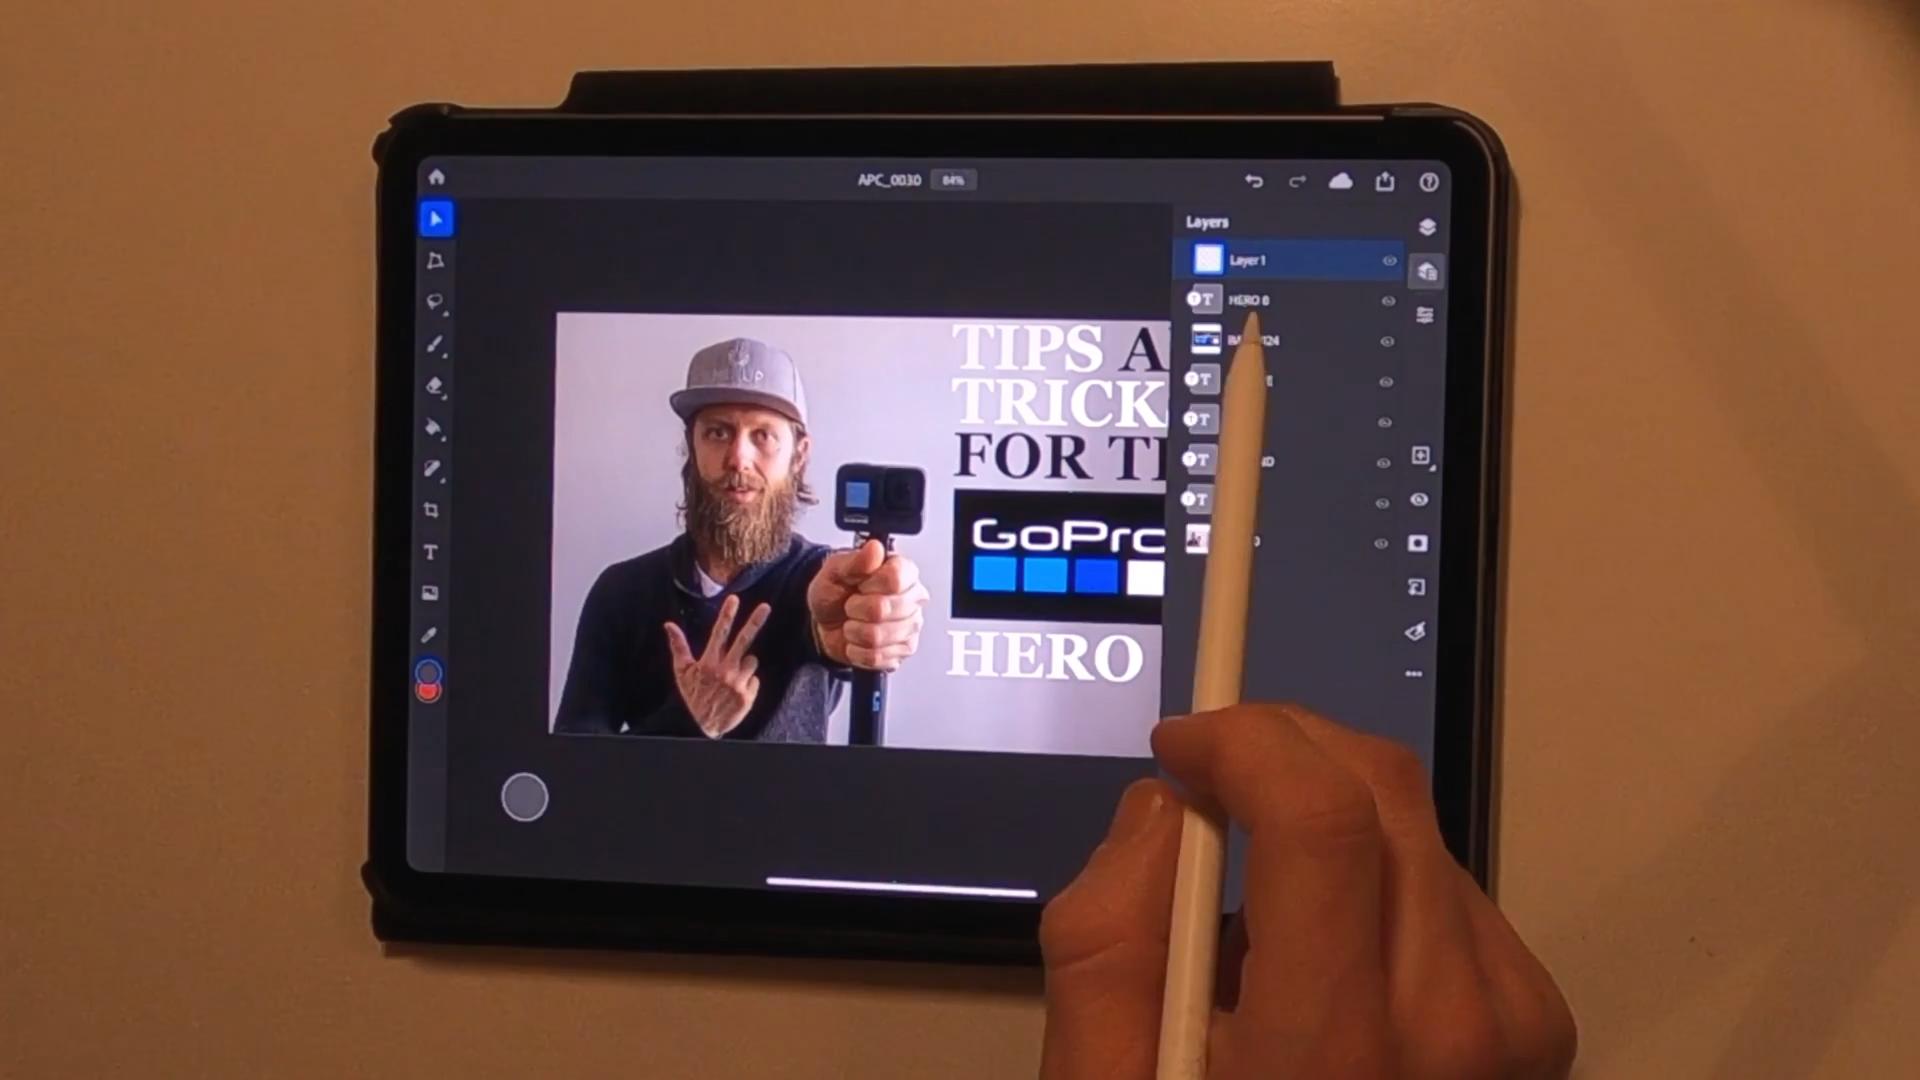 APC_0030 84%
Layers
Layer 1
HERO 8
TIPS A
TRICK
FOR T
GoPro
HERO
T